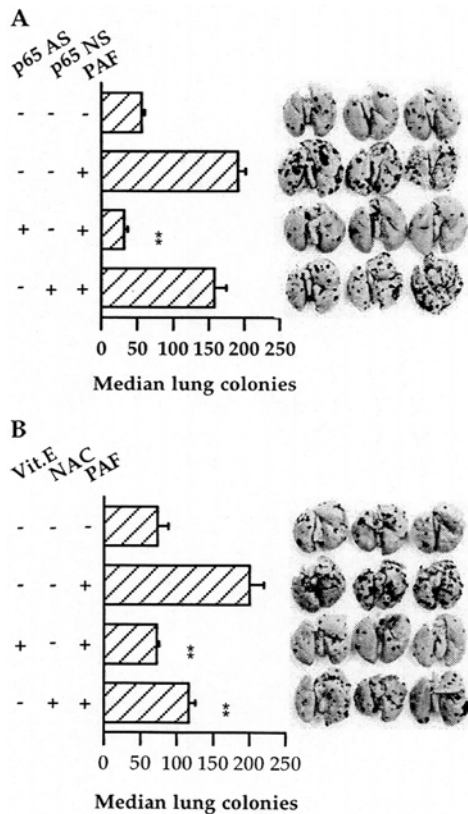 A
p65 AS p65 NS PAF
- - -
- - +
+ - + **
- + +
0 50 100 150 200 250
Median lung colonies
B
Vit.E NAC PAF
- - -
- - +
+ - + **
- + + **
0 50 100 150 200 250
Median lung colonies